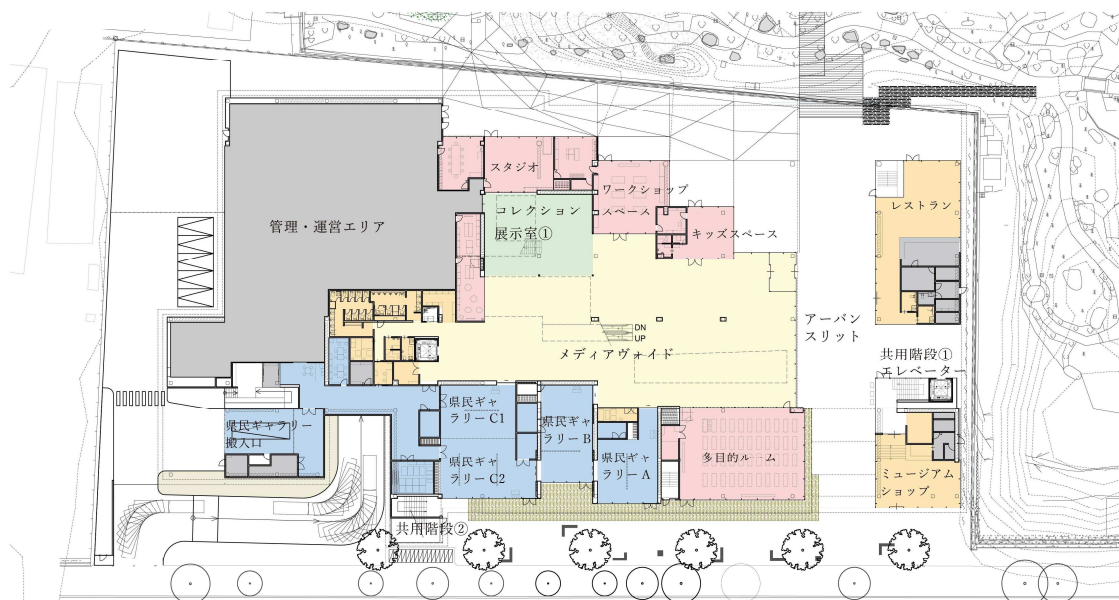 スタジオ
ワークショップ
スペース
コレクション
展示室①
レストラン
管理・運営エリア
キッズスペース
アーバン
スリット
DN
UP
メディアヴォイド
共用階段①
エレベーター
県民ギャ
ラリーC1
県民ギャ
ラリーB
県民ギャラリー
搬入口
県民ギャ
ラリーC2
県民ギャ
ラリーA
多目的ルーム
ミュージアム
ショップ
共用階段②